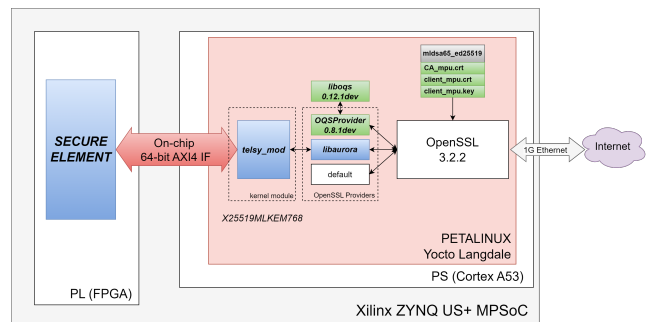 mldsa65_ed25519
CA_mpu.crt
client_mpu.crt
client_mpu.key
liboqs
0.12.1dev
OQSProvider
0.8.1dev
SECURE
ELEMENT
On-chip
64-bit AXI4 IF
telsy_mod
libaurora
default
OpenSSL
3.2.2
1G Ethernet
Internet
kernel module
OpenSSL Providers
X25519MLKEM768
PETALINUX
Yocto Langdale
PS (Cortex A53)
PL (FPGA)
Xilinx ZYNQ US+ MPSoC